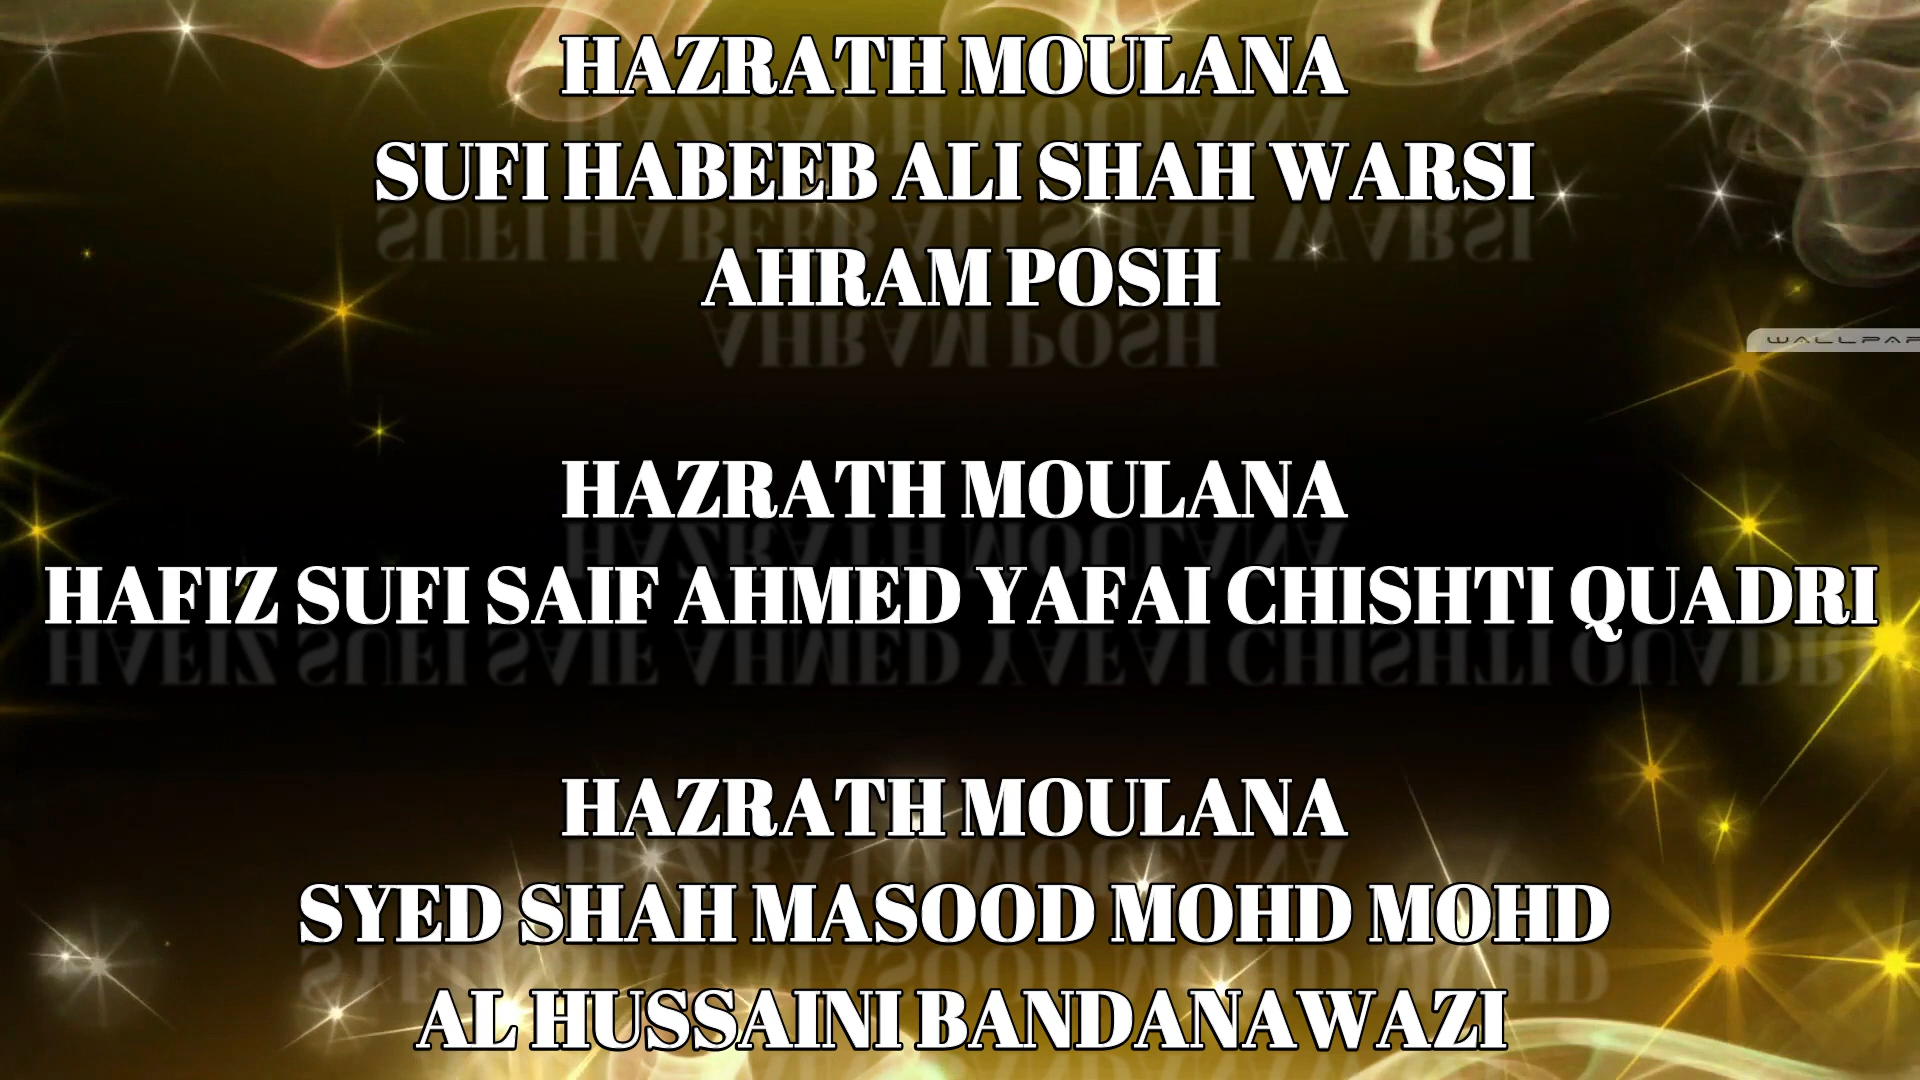 HAZRATH MOULANA
SUFI HABEEB ALI SHAH WARSI
AHRAM POSH
HAZRATH MOULANA
HAFIZ SUFI SAIF AHMED YAFAI CHISHTI QUADRI
HAZRATH MOULANA
SYED SHAH MASOOD MOHD MOHD
AL HUSSAINI BANDANAWAZI